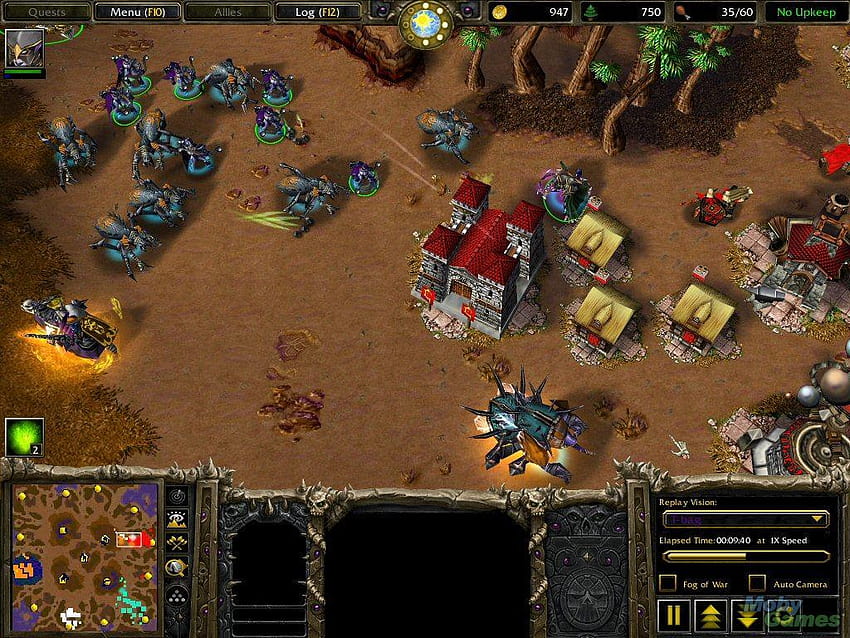 Quests Menu (F10) Allies Log (F12) 947 750 35/60 No Upkeep
2
Replay Vision:
Elapsed Time:00:09:40 at 1X Speed
Fog of War Auto Camera
Moby
Games